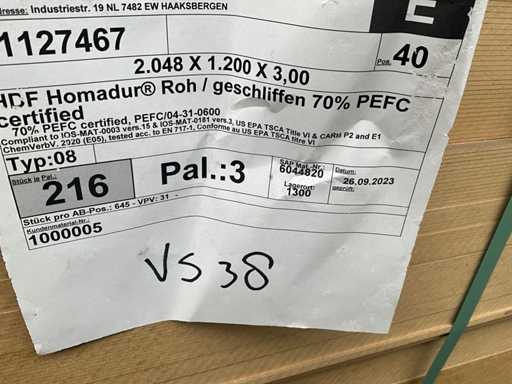 dresse: Industriestr. 19 NL 7482 EW HAAKSBERGEN
E
1127467
Pos. 40
2.048 X 1.200 X 3,00
HDF Homadur® Roh / geschliffen 70% PEFC
certified
70% PEFC certified, PEFC/04-31-0600
Compliant to IOS-MAT-0003 vers.15 & IOS-MAT-0181 vers.3, US EPA TSCA Title VI & CARB P2 and E1
ChemVerbV, 2020 (E05), tested acc. to EN 717-1, Conforme au US EPA TSCA titre VI
Typ:08
Stück je Pal.:
216
Pal.:3
SAP Mat.-Nr.:
6044820
Lagerort:
1300
Datum:
26.09.2023
geprüft:
Stück pro AB-Pos.: 645 - VPV: 31 -
Kundenmaterial-Nr.:
1000005
VS38